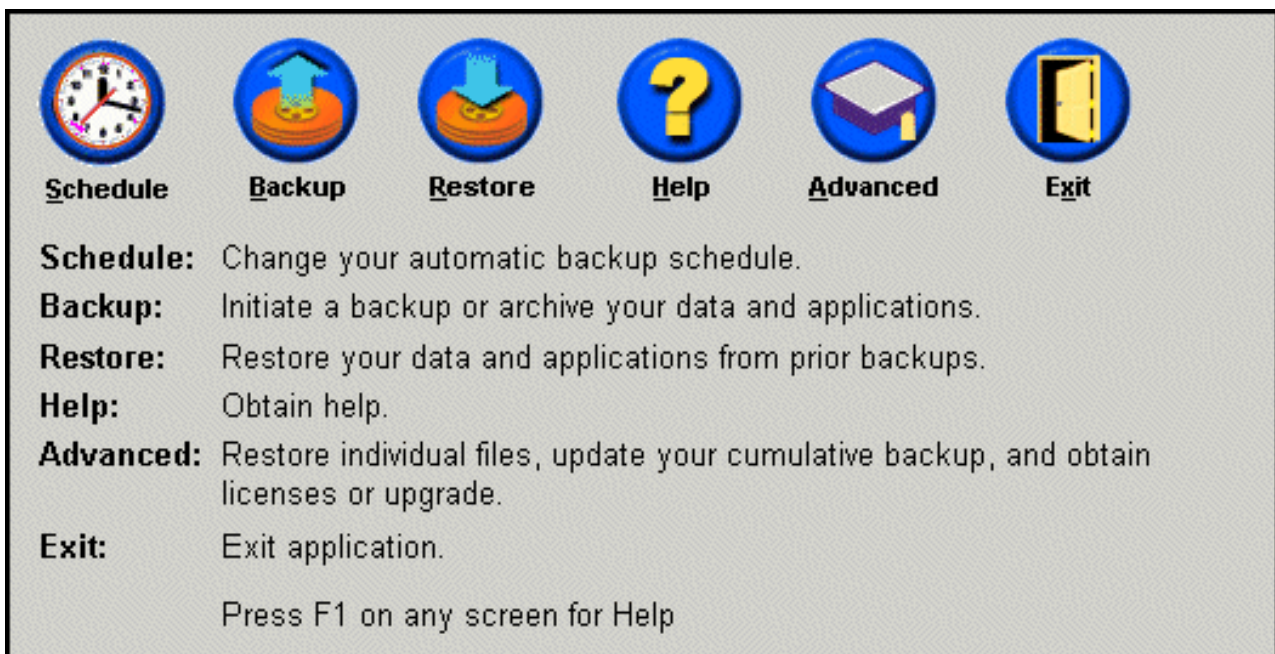 Schedule Backup Restore Help Advanced Exit
Schedule: Change your automatic backup schedule.
Backup: Initiate a backup or archive your data and applications.
Restore: Restore your data and applications from prior backups.
Help: Obtain help.
Advanced: Restore individual files, update your cumulative backup, and obtain
licenses or upgrade.
Exit: Exit application.
Press F1 on any screen for Help